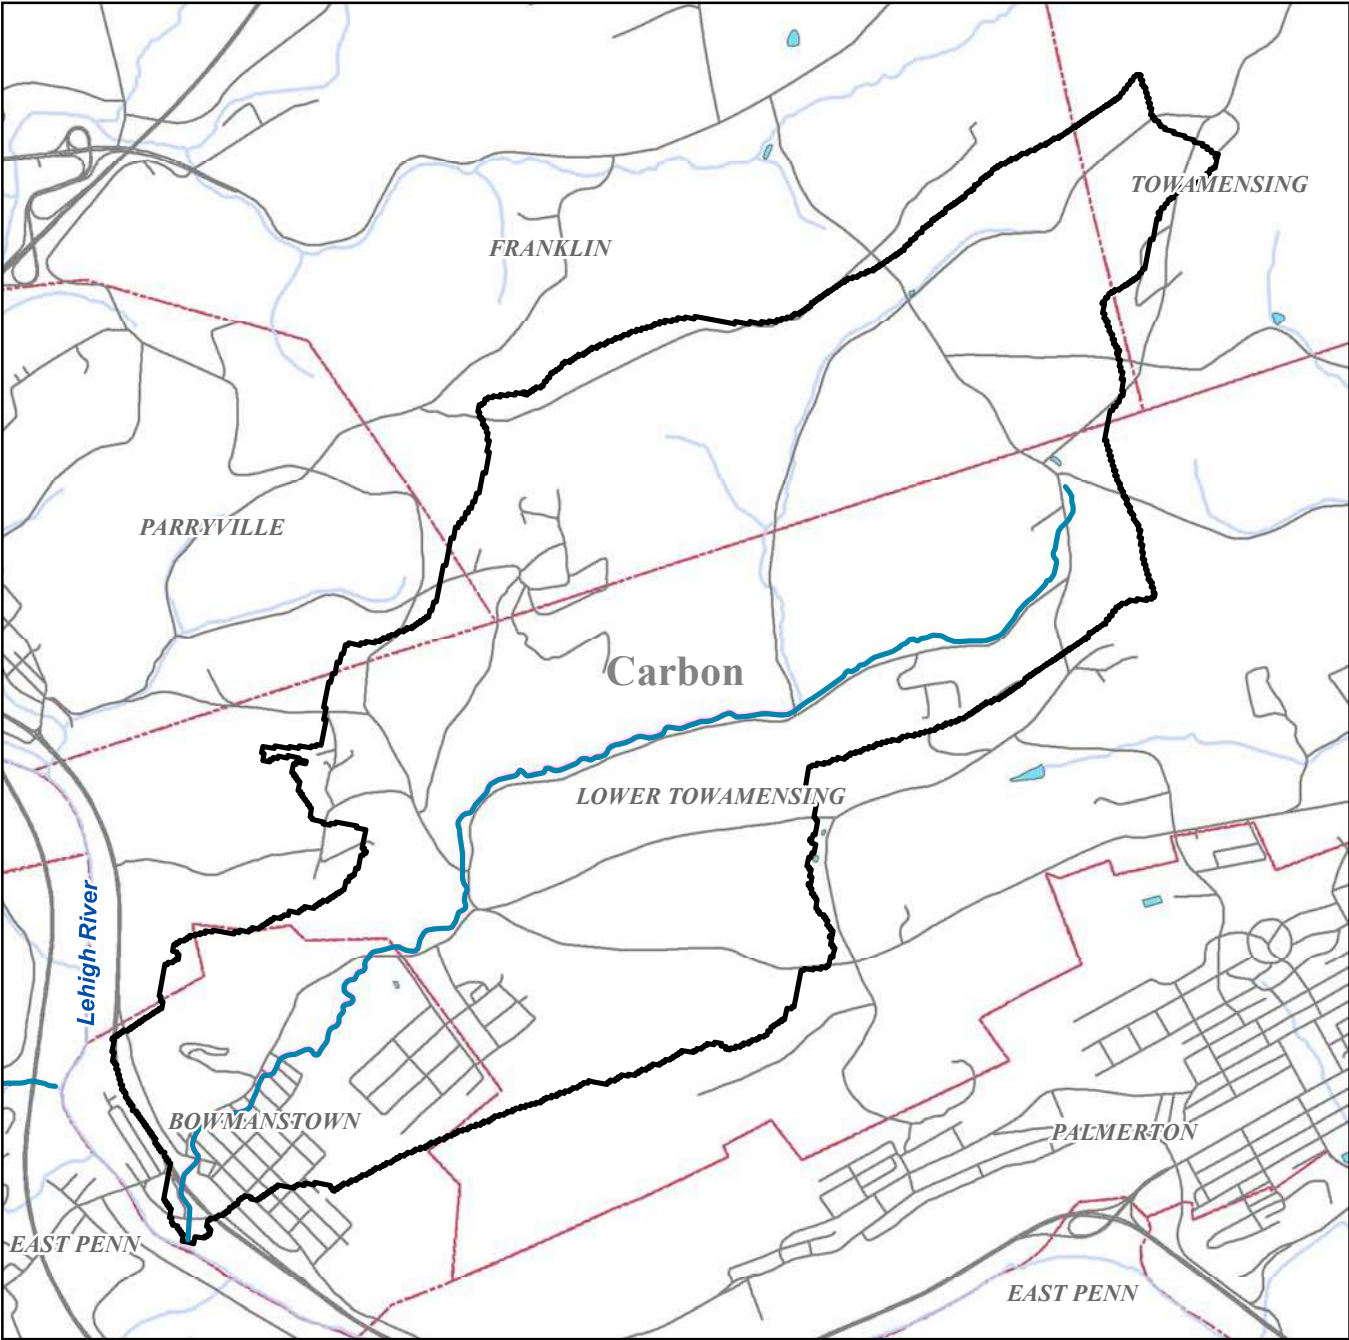 TOWAMENSING
FRANKLIN
PARRYVILLE
Carbon
LOWER TOWAMENSING
Lehigh River
BOWMANSTOWN
PALMERTON
EAST PENN
EAST PENN